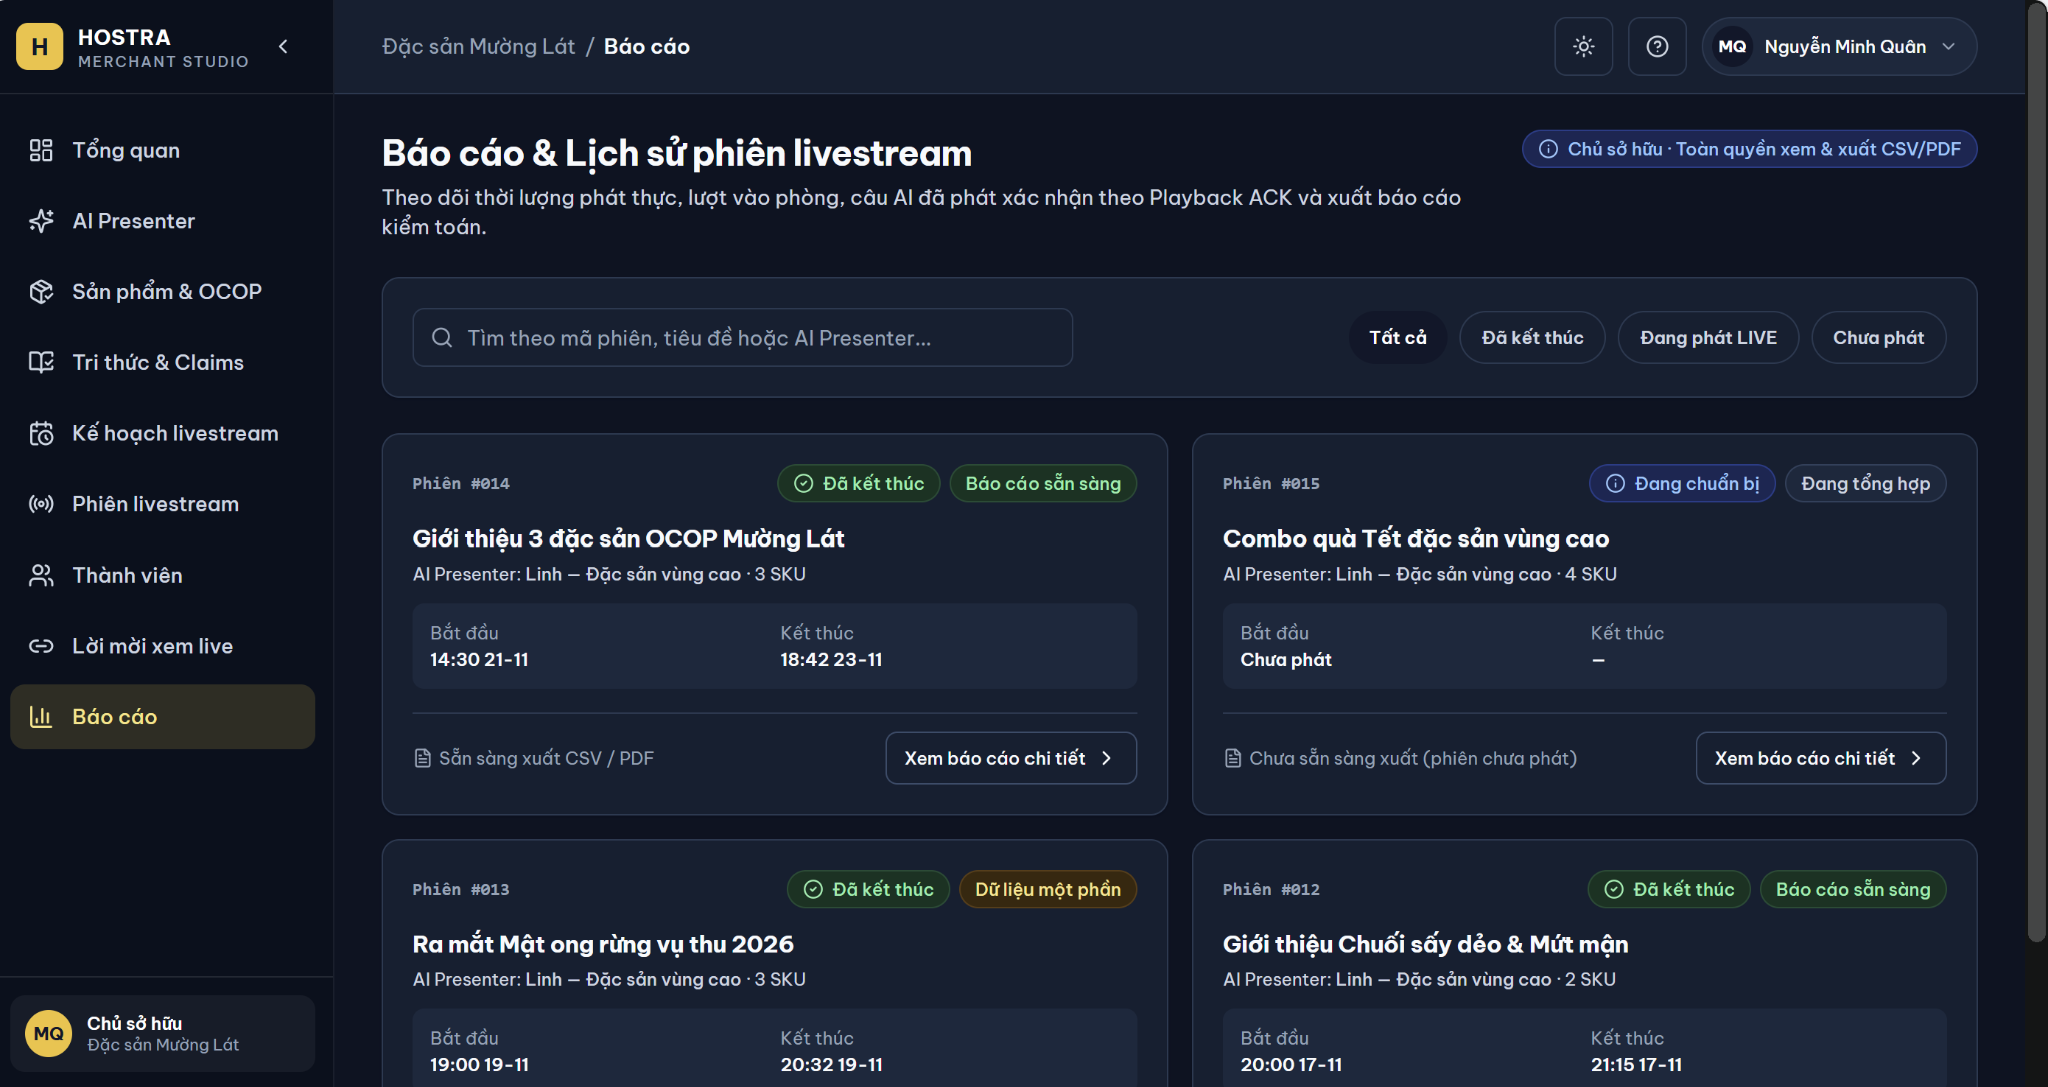 H HOSTRA
MERCHANT STUDIO
Đặc sản Mường Lát / Báo cáo
MQ Nguyễn Minh Quân
Tổng quan
AI Presenter
Sản phẩm & OCOP
Tri thức & Claims
Kế hoạch livestream
Phiên livestream
Thành viên
Lời mời xem live
Báo cáo
MQ Chủ sở hữu
Đặc sản Mường Lát
Báo cáo & Lịch sử phiên livestream
Chủ sở hữu · Toàn quyền xem & xuất CSV/PDF
Theo dõi thời lượng phát thực, lượt vào phòng, câu AI đã phát xác nhận theo Playback ACK và xuất báo cáo
kiểm toán.
Tìm theo mã phiên, tiêu đề hoặc AI Presenter...
Tất cả
Đã kết thúc
Đang phát LIVE
Chưa phát
Phiên #014
Đã kết thúc
Báo cáo sẵn sàng
Giới thiệu 3 đặc sản OCOP Mường Lát
AI Presenter: Linh — Đặc sản vùng cao · 3 SKU
Bắt đầu
14:30 21-11
Kết thúc
18:42 23-11
Sẵn sàng xuất CSV / PDF
Xem báo cáo chi tiết
Phiên #015
Đang chuẩn bị
Đang tổng hợp
Combo quà Tết đặc sản vùng cao
AI Presenter: Linh — Đặc sản vùng cao · 4 SKU
Bắt đầu
Chưa phát
Kết thúc
—
Chưa sẵn sàng xuất (phiên chưa phát)
Xem báo cáo chi tiết
Phiên #013
Đã kết thúc
Dữ liệu một phần
Ra mắt Mật ong rừng vụ thu 2026
AI Presenter: Linh — Đặc sản vùng cao · 3 SKU
Bắt đầu
19:00 19-11
Kết thúc
20:32 19-11
Phiên #012
Đã kết thúc
Báo cáo sẵn sàng
Giới thiệu Chuối sấy dẻo & Mứt mận
AI Presenter: Linh — Đặc sản vùng cao · 2 SKU
Bắt đầu
20:00 17-11
Kết thúc
21:15 17-11